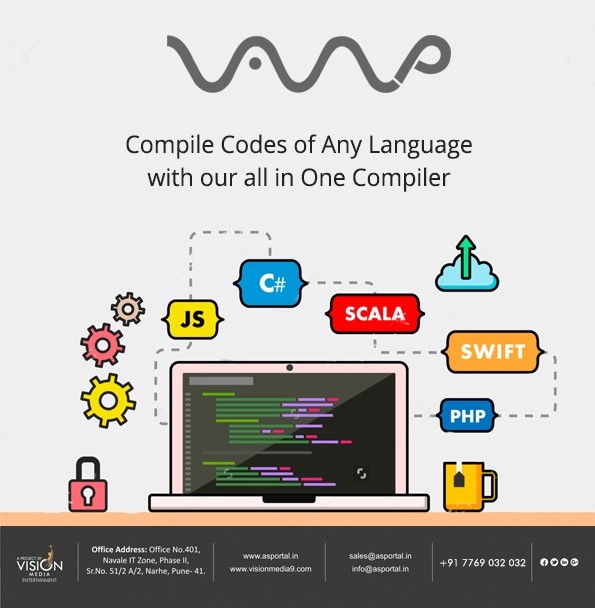 Compile Codes of Any Language
with our all in One Compiler
C#
JS
SCALA
SWIFT
PHP
A PROJECT BY
VISION
MEDIA
ENTERTAINMENT
Office Address: Office No.401,
Navale IT Zone, Phase II,
Sr.No. 51/2 A/2, Narhe, Pune- 41.
www.asportal.in
www.visionmedia9.com
sales@asportal.in
info@asportal.in
+91 7769 032 032